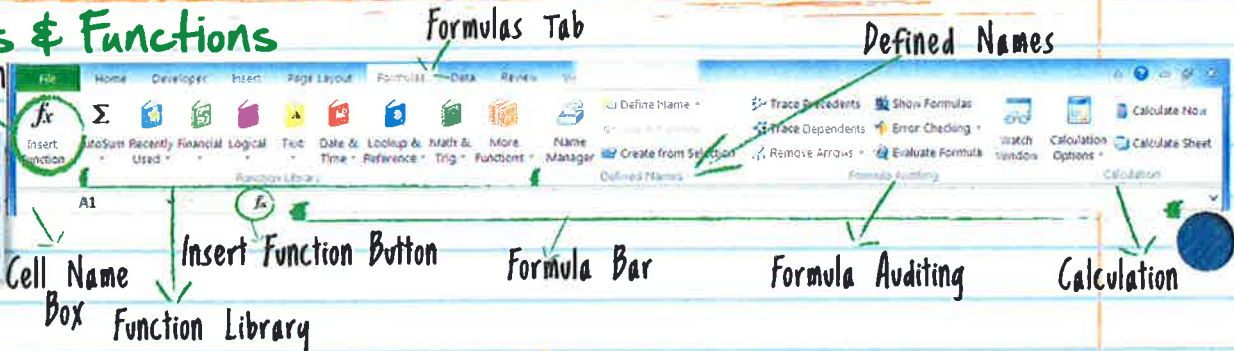 s & Functions
Formulas Tab
Defined Names
File Home Developer Insert Page Layout Formulas Data Review
fx
Insert Function
Σ
AutoSum
Recently Used
Financial
Logical
A
Text
Date & Time
Lookup & Reference
Math & Trig
More Functions
Function Library
Name Manager
Define Name
Create from Selection
Defined Names
Trace Precedents
Trace Dependents
Remove Arrows
Show Formulas
Error Checking
Evaluate Formula
Watch Window
Formula Auditing
Calculation Options
Calculate Now
Calculate Sheet
Calculation
A1
fx
Cell Name Box
Function Library
Insert Function Button
Formula Bar
Formula Auditing
Calculation